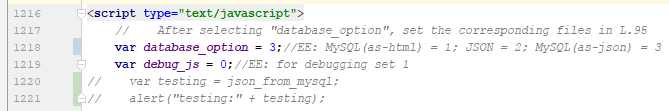 1216 <script type="text/javascript">
1217 // After selecting "database_option", set the corresponding files in L.95
1218 var database_option = 3;//EE: MySQL(as-html) = 1; JSON = 2; MySQL(as-json) = 3
1219 var debug_js = 0;//EE: for debugging set 1
1220 // var testing = json_from_mysql;
1221 // alert("testing:" + testing);